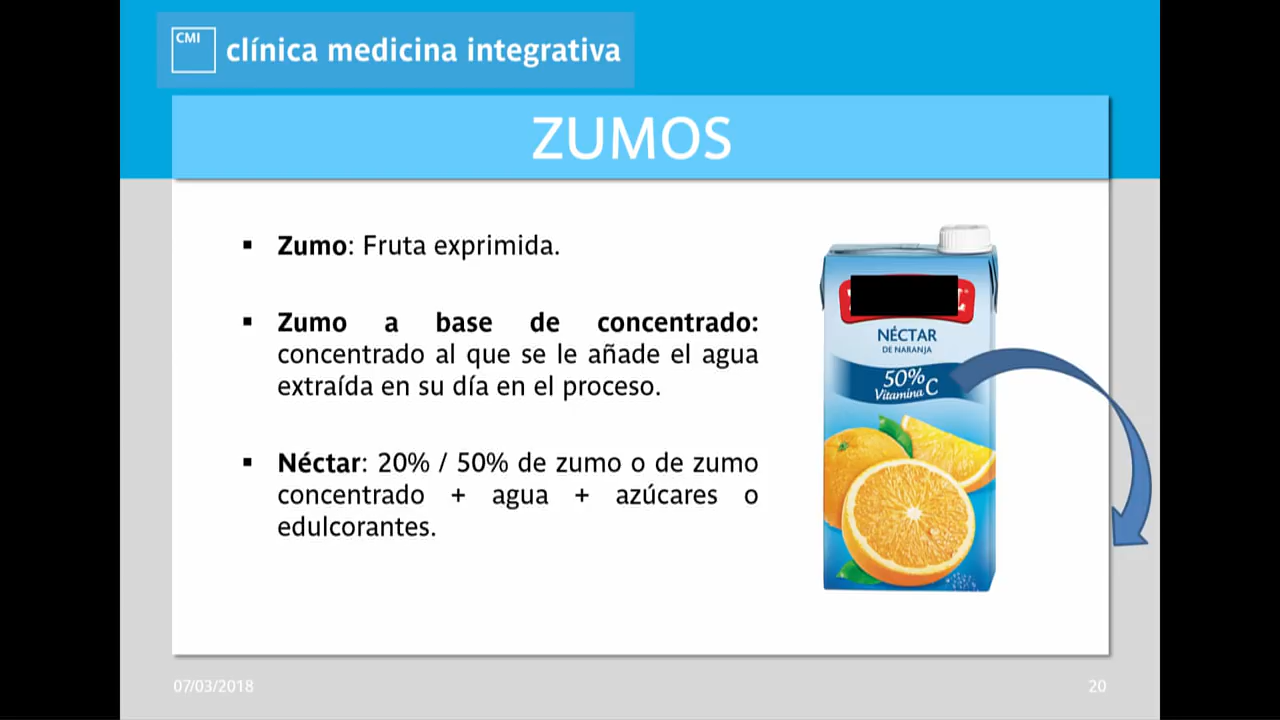 CMI
clínica medicina integrativa
ZUMOS
▪ Zumo: Fruta exprimida.
▪ Zumo a base de concentrado:
concentrado al que se le añade el agua
extraída en su día en el proceso.
▪ Néctar: 20% / 50% de zumo o de zumo
concentrado + agua + azúcares o
edulcorantes.
NÉCTAR
DE NARANJA
50%
Vitamina C
07/03/2018
20